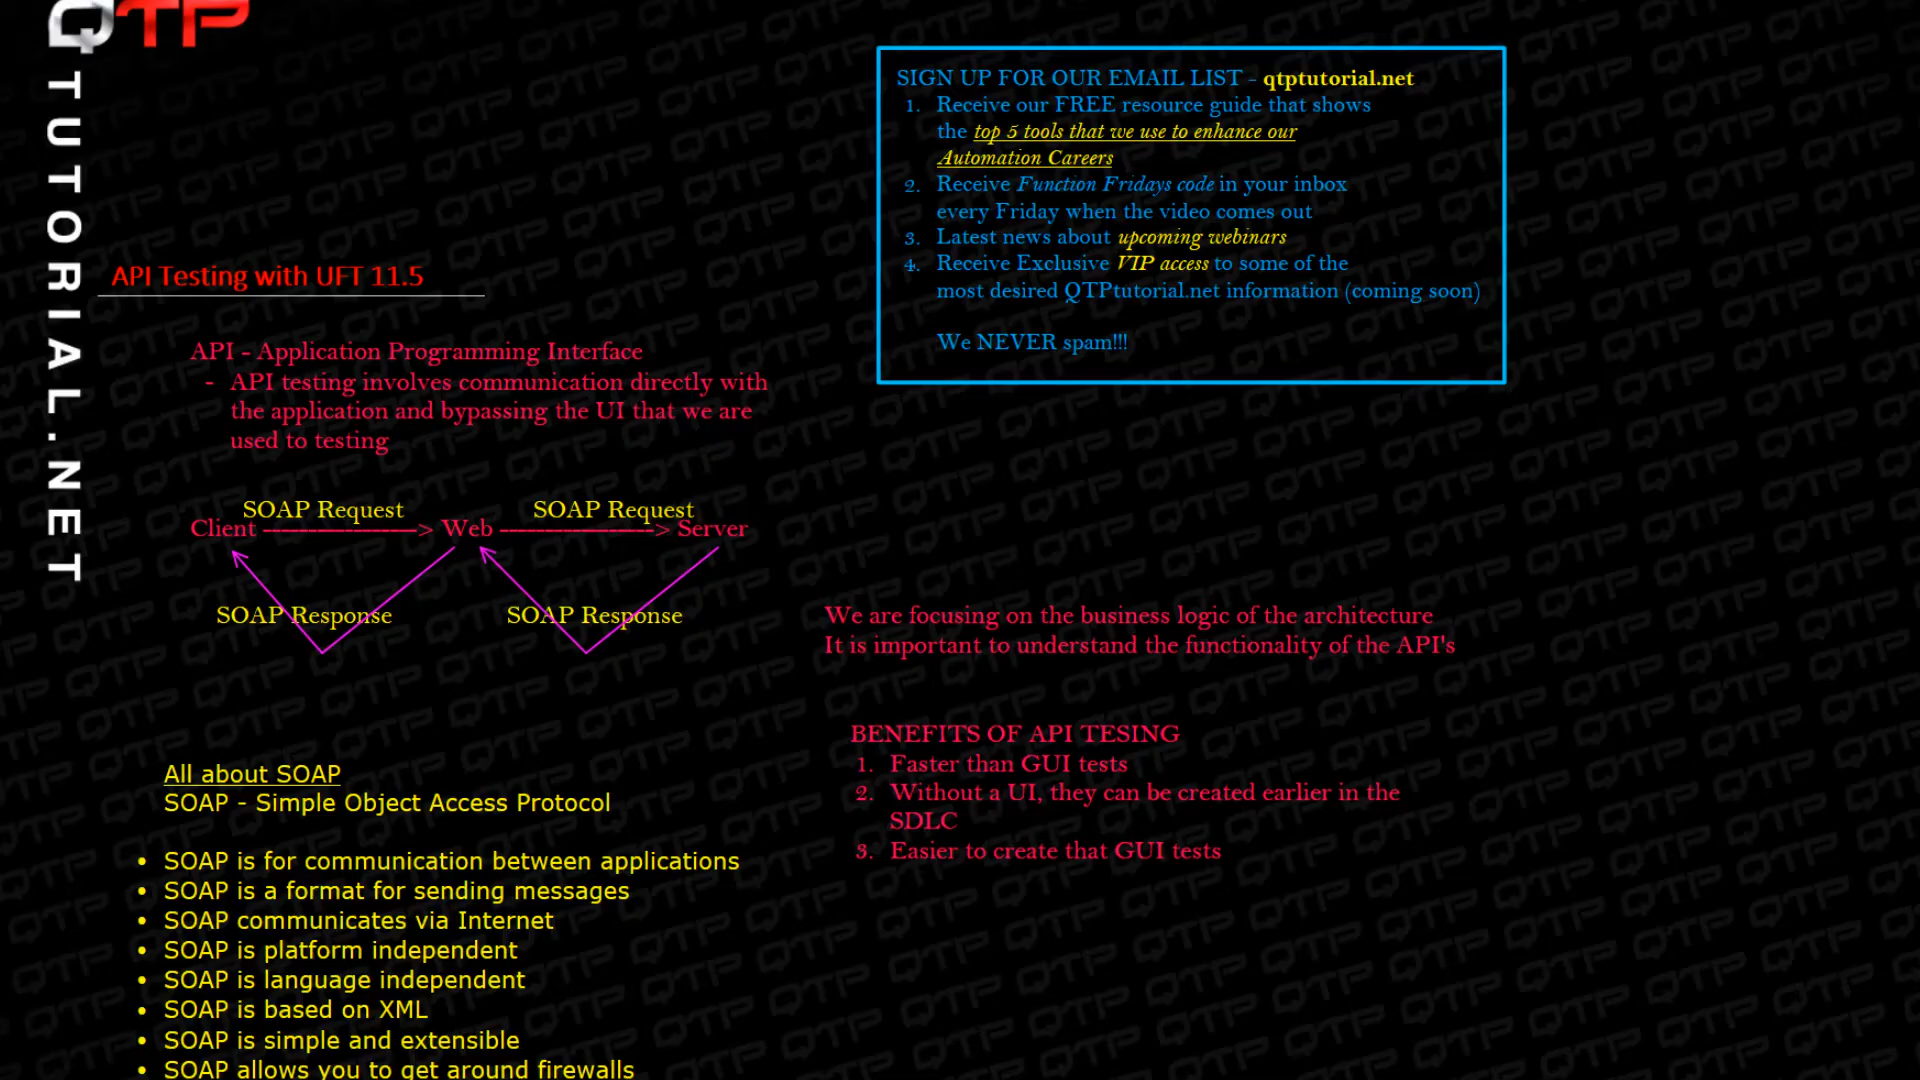 QTP
TUTORIAL.NET
SIGN UP FOR OUR EMAIL LIST - qtptutorial.net
1. Receive our FREE resource guide that shows
the top 5 tools that we use to enhance our
Automation Careers
2. Receive Function Fridays code in your inbox
every Friday when the video comes out
3. Latest news about upcoming webinars
4. Receive Exclusive VIP access to some of the
most desired QTPtutorial.net information (coming soon)
We NEVER spam!!!
API Testing with UFT 11.5
API - Application Programming Interface
- API testing involves communication directly with
the application and bypassing the UI that we are
used to testing
SOAP Request SOAP Request
Client ------------------> Web ------------------> Server
SOAP Response SOAP Response
We are focusing on the business logic of the architecture
It is important to understand the functionality of the API's
BENEFITS OF API TESING
1. Faster than GUI tests
2. Without a UI, they can be created earlier in the
SDLC
3. Easier to create that GUI tests
All about SOAP
SOAP - Simple Object Access Protocol
• SOAP is for communication between applications
• SOAP is a format for sending messages
• SOAP communicates via Internet
• SOAP is platform independent
• SOAP is language independent
• SOAP is based on XML
• SOAP is simple and extensible
• SOAP allows you to get around firewalls